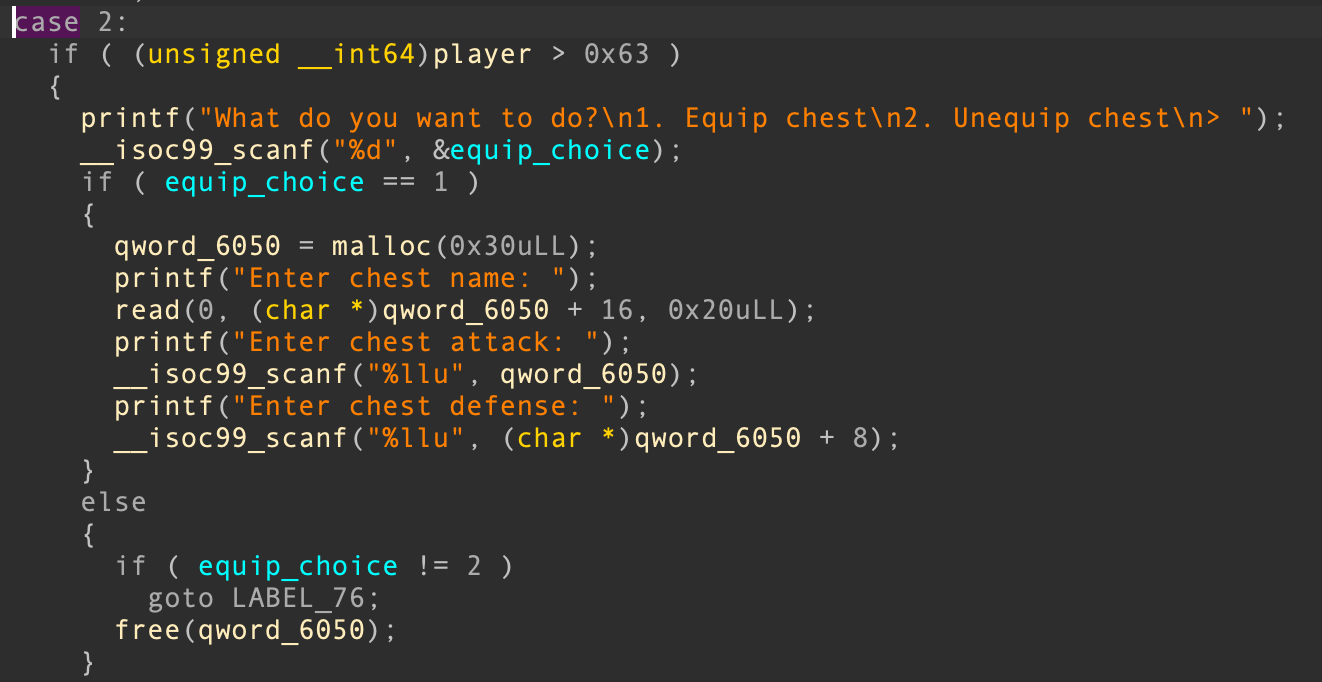 case 2:
if ( (unsigned __int64)player > 0x63 )
{
printf("What do you want to do?\n1. Equip chest\n2. Unequip chest\n> ");
__isoc99_scanf("%d", &equip_choice);
if ( equip_choice == 1 )
{
qword_6050 = malloc(0x30uLL);
printf("Enter chest name: ");
read(0, (char *)qword_6050 + 16, 0x20uLL);
printf("Enter chest attack: ");
__isoc99_scanf("%llu", qword_6050);
printf("Enter chest defense: ");
__isoc99_scanf("%llu", (char *)qword_6050 + 8);
}
else
{
if ( equip_choice != 2 )
goto LABEL_76;
free(qword_6050);
}